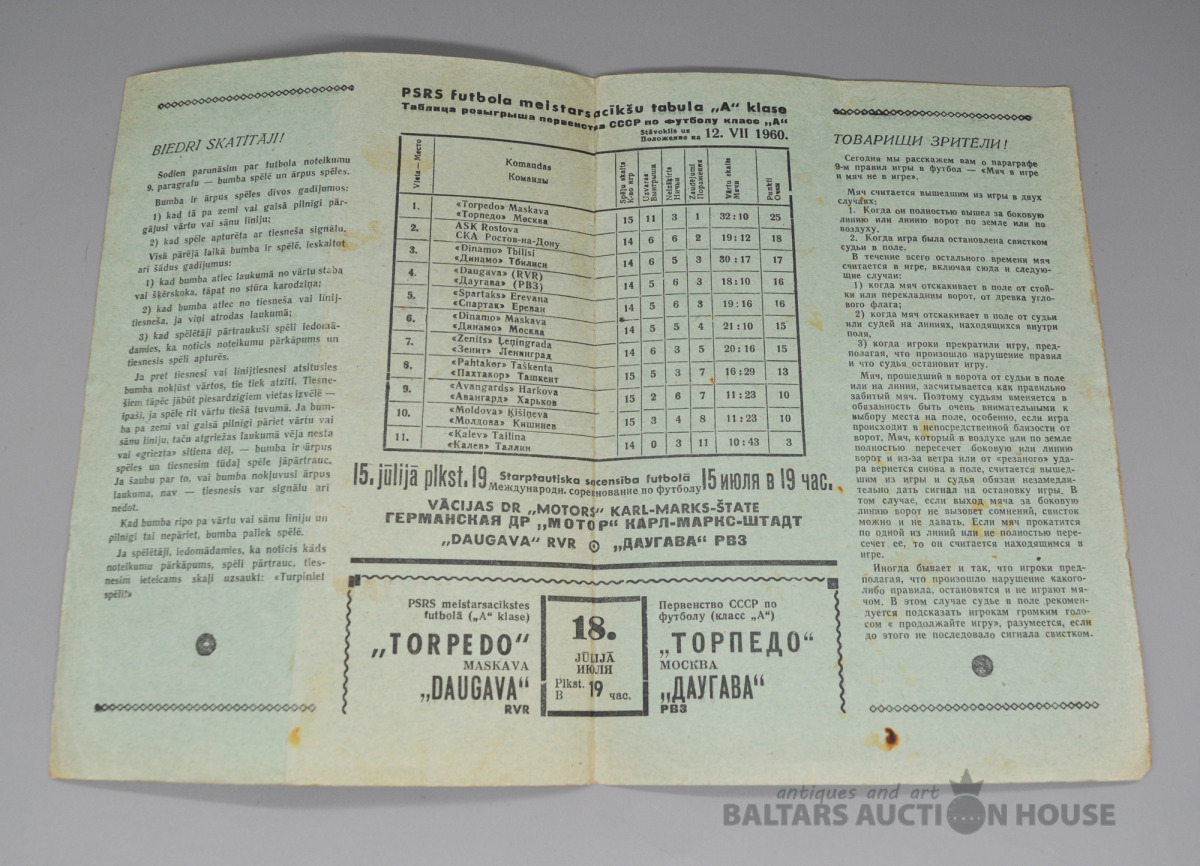 BIEDRI SKATĪTĀJI!
Šodien parunāsim par futbola noteikumu
9. paragrafu — bumba spēlē un ārpus spēles.
Bumba ir ārpus spēles divos gadījumos:
1) kad tā pa zemi vai gaisā pilnīgi pār-
gājusi vārtu vai sānu līniju;
2) kad spēle apturēta ar tiesneša signālu.
Visā pārējā laikā bumba ir spēlē, ieskaitot
arī šādus gadījumus:
1) kad bumba atlec laukumā no vārtu staba
vai šķērskoka, tāpat no stūra karodziņa;
2) kad bumba atlec no tiesneša vai līnij-
tiesneša, ja viņi atrodas laukumā;
3) kad spēlētāji pārtraukuši spēli iedomā-
damies, ka noticis noteikumu pārkāpums un
tiesnesis spēli apturēs.
Ja pret tiesnesi vai līnijtiesnesi atsitusies
bumba nokļūst vārtos, tie tiek atzīti. Tiesne-
šiem tāpēc jābūt piesardzīgiem vietas izvēlē —
īpaši, ja spēle rit vārtu tiešā tuvumā. Ja bum-
ba pa zemi vai gaisā pilnīgi pāriet vārtu vai
sānu līniju, taču atgriežas laukumā vēja nesta
vai «griezta» sitiena dēļ, — bumba ir ārpus
spēles un tiesnesim tūdaļ spēle jāpārtrauc.
Ja šaubu par to, vai bumba nokļuvusi ārpus
laukuma, nav — tiesnesis var signālu arī
nedot.
Kad bumba ripo pa vārtu vai sānu līniju un
pilnīgi tai nepāriet, bumba paliek spēlē.
Ja spēlētāji, iedomādamies, ka noticis kāds
noteikumu pārkāpums, spēli pārtrauc, ties-
nesim ieteicams skaļi uzsaukt: «Turpiniet
spēli!»
PSRS futbola meistarsacīkšu tabula „A“ klase
Таблица розыгрыша первенства СССР по футболу класс „А“
Stāvoklis uz
Положение на 12. VII 1960.
Vieta — Место
Komandas
Команды
Spēļu skaits
К-во игр
Uzvaras
Выигрыши
Neizšķirts
Ничьи
Zaudējumi
Поражения
Vārtu skaits
Мячи
Punkti
Очки
1. «Torpedo» Maskava
«Торпедо» Москва 15 11 3 1 32:10 25
2. ASK Rostova
СКА Ростов-на-Дону 14 6 6 2 19:12 18
3. «Dinamo» Tbilisi
«Динамо» Тбилиси 14 6 5 3 30:17 17
4. «Daugava» (RVR)
«Даугава» (РВЗ) 14 5 6 3 18:10 16
5. «Spartaks» Erevana
«Спартак» Ереван 14 5 6 3 19:16 16
6. «Dinamo» Maskava
«Динамо» Москва 14 5 5 4 21:10 15
7. «Zenits» Ļeņingrada
«Зенит» Ленинград 14 6 3 5 20:16 15
8. «Pahtakor» Taškenta
«Пахтакор» Ташкент 15 5 3 7 16:29 13
9. «Avangards» Harkova
«Авангард» Харьков 15 2 6 7 11:23 10
10. «Moldova» Kišiņeva
«Молдова» Кишинев 15 3 4 8 11:23 10
11. «Kalev» Tallina
«Калев» Таллин 14 0 3 11 10:43 3
15. jūlijā plkst. 19 Starptautiska sacensība futbolā
Международн. соревнование по футболу 15 июля в 19 час.
VĀCIJAS DR „MOTORS“ KARL-MARKS-ŠTATE
ГЕРМАНСКАЯ ДР „МОТОР“ КАРЛ-МАРКС-ШТАДТ
„DAUGAVA“ RVR „ДАУГАВА“ РВЗ
PSRS meistarsacīkstes
futbolā („A“ klase)
„TORPEDO“
MASKAVA
„DAUGAVA“
RVR
18.
JŪLIJĀ
ИЮЛЯ
Plkst.
В 19 час.
Первенство СССР по
футболу (класс „А“)
„ТОРПЕДО“
МОСКВА
„ДАУГАВА“
РВЗ
ТОВАРИЩИ ЗРИТЕЛИ!
Сегодня мы расскажем вам о параграфе
9-м правил игры в футбол — «Мяч в игре
и мяч не в игре».
Мяч считается вышедшим из игры в двух
случаях:
1. Когда он полностью вышел за боковую
линию или линию ворот по земле или по
воздуху.
2. Когда игра была остановлена свистком
судьи в поле.
В течение всего остального времени мяч
считается в игре, включая сюда и следую-
щие случаи:
1) когда мяч отскакивает в поле от стой-
ки или перекладины ворот, от древка угло-
вого флага;
2) когда мяч отскакивает в поле от судьи
или судей на линиях, находящихся внутри
поля,
3) когда игроки прекратили игру, пред-
полагая, что произошло нарушение правил
и что судья остановит игру.
Мяч, прошедший в ворота от судьи в поле
или на линии, засчитывается как правильно
забитый мяч. Поэтому судьям вменяется в
обязанность быть очень внимательными к
выбору места на поле, особенно, если игра
происходит в непосредственной близости от
ворот. Мяч, который в воздухе или по земле
полностью пересечет боковую или линию
ворот и из-за ветра или от «резаного» уда-
ра вернется снова в поле, считается вышед-
шим из игры и судья обязан незамедли-
тельно дать сигнал на остановку игры. В
том случае, если выход мяча за боковую
линию ворот не вызовет сомнений, свисток
можно и не давать. Если мяч прокатится
по одной из линий или не полностью пере-
сечет ее, то он считается находящимся в
игре.
Иногда бывает и так, что игроки пред-
полагая, что произошло нарушение какого-
либо правила, остановятся и не играют мя-
чом. В этом случае судье в поле рекомен-
дуется подсказать игрокам громким голо-
сом « продолжайте игру», разумеется, если
до этого не последовало сигнала свистком.
antiques and art
BALTARS AUCTION HOUSE